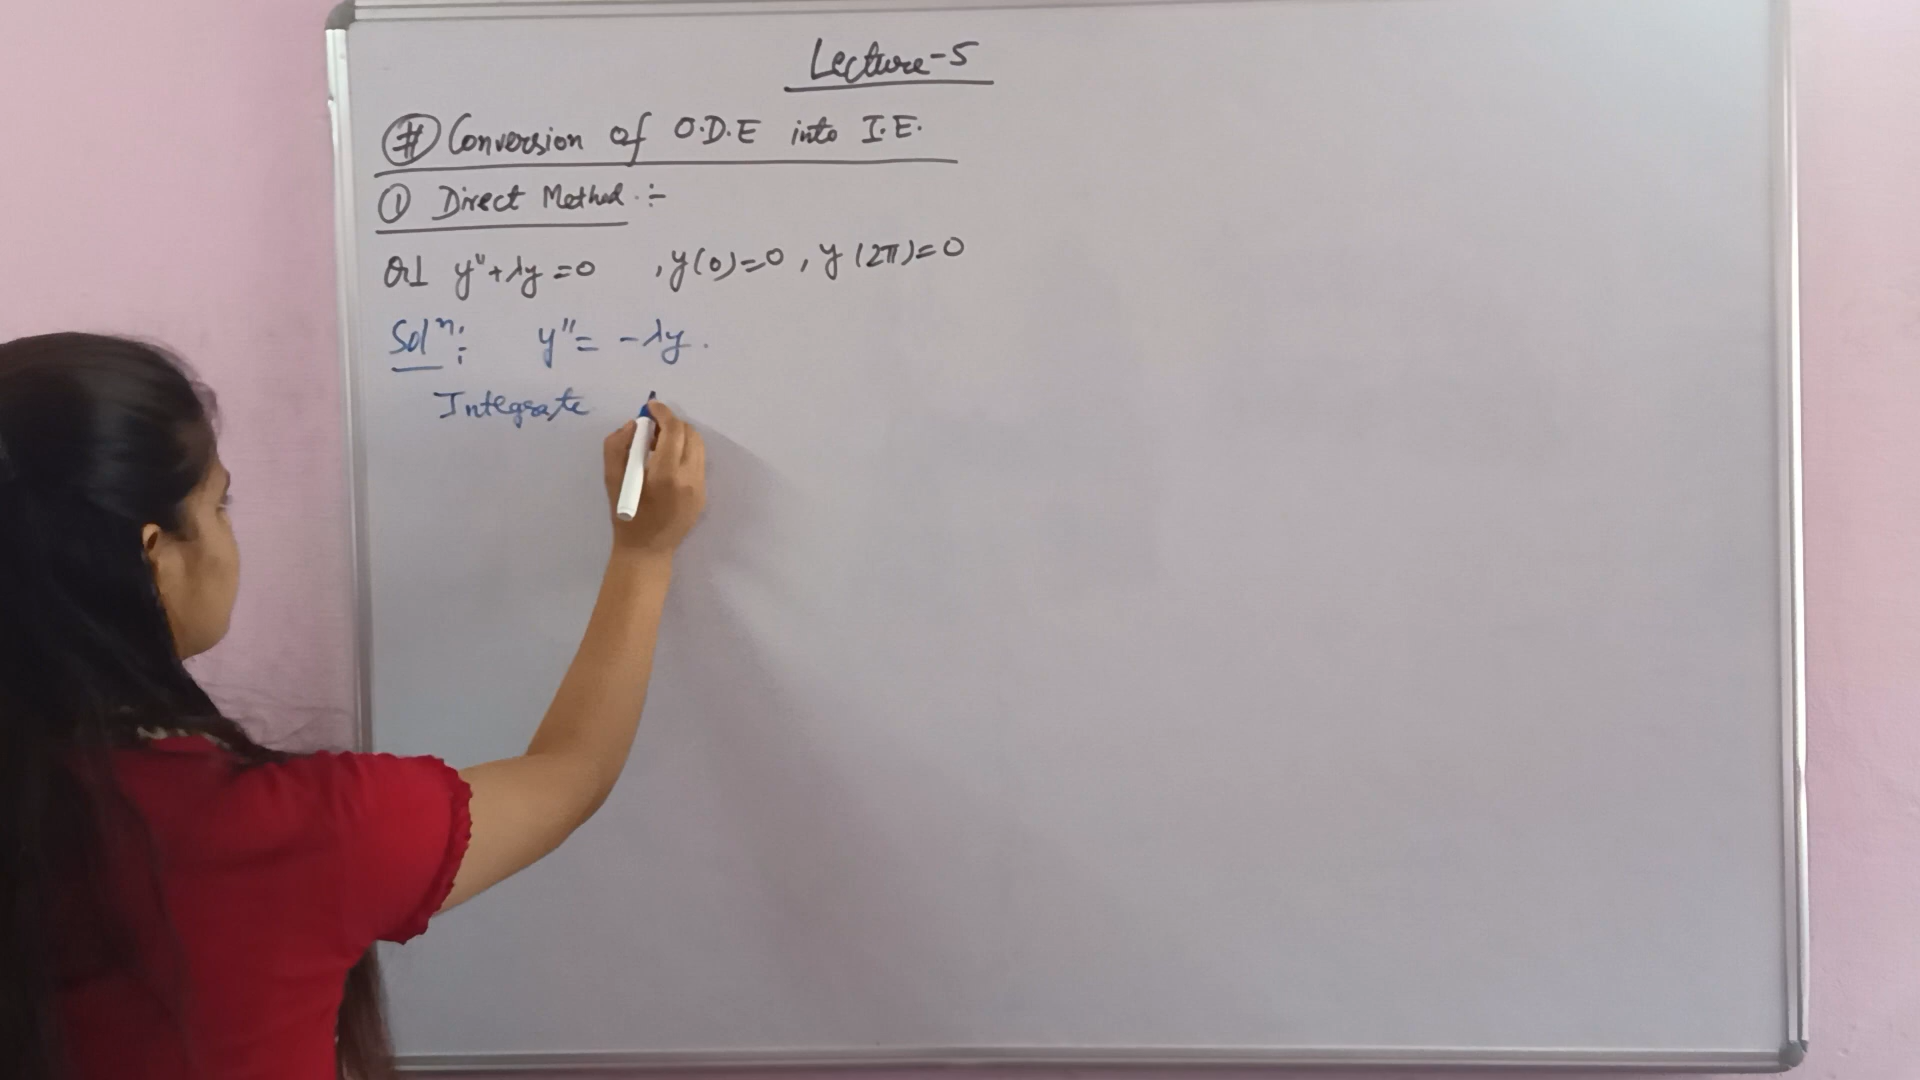 Lecture-5
# Conversion of O.D.E into I.E.
① Direct Method :-
Q1 y''+λy=0 , y(0)=0, y(2π)=0
Solⁿ: y''= -λy.
Integrate